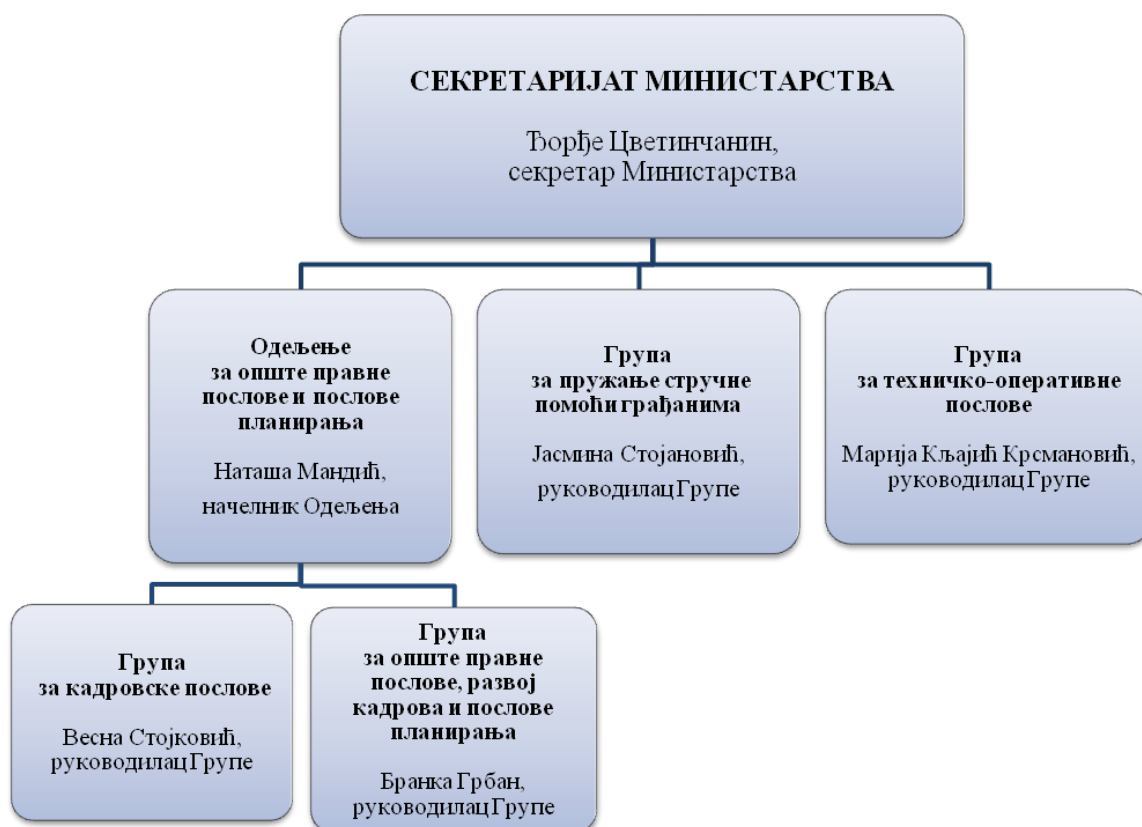 СЕКРЕТАРИЈАТ МИНИСТАРСТВА
Ђорђе Цветинчанин,
секретар Министарства
Одељење
за опште правне
послове и послове
планирања
Наташа Мандић,
начелник Одељења
Група
за пружање стручне
помоћи грађанима
Јасмина Стојановић,
руководилац Групе
Група
за техничко-оперативне
послове
Марија Кљајић Крсмановић,
руководилац Групе
Група
за кадровске послове
Весна Стојковић,
руководилац Групе
Група
за опште правне
послове, развој
кадрова и послове
планирања
Бранка Грбан,
руководилац Групе